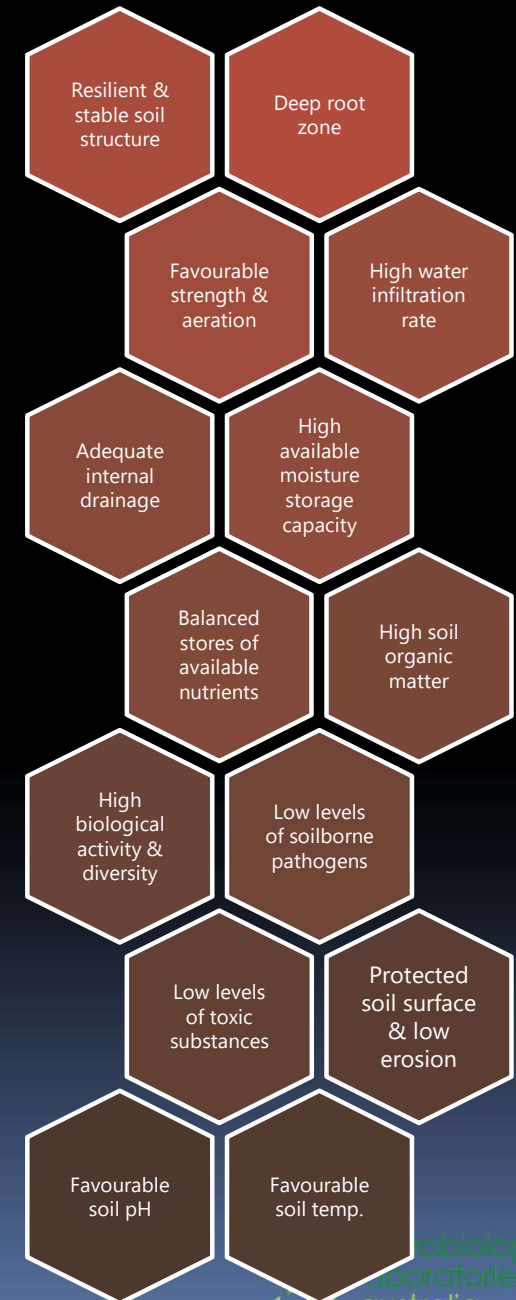 Resilient &
stable soil
structure
Deep root
zone
Favourable
strength &
aeration
High water
infiltration
rate
Adequate
internal
drainage
High
available
moisture
storage
capacity
Balanced
stores of
available
nutrients
High soil
organic
matter
High
biological
activity &
diversity
Low levels
of soilborne
pathogens
Low levels
of toxic
substances
Protected
soil surface
& low
erosion
Favourable
soil pH
Favourable
soil temp.